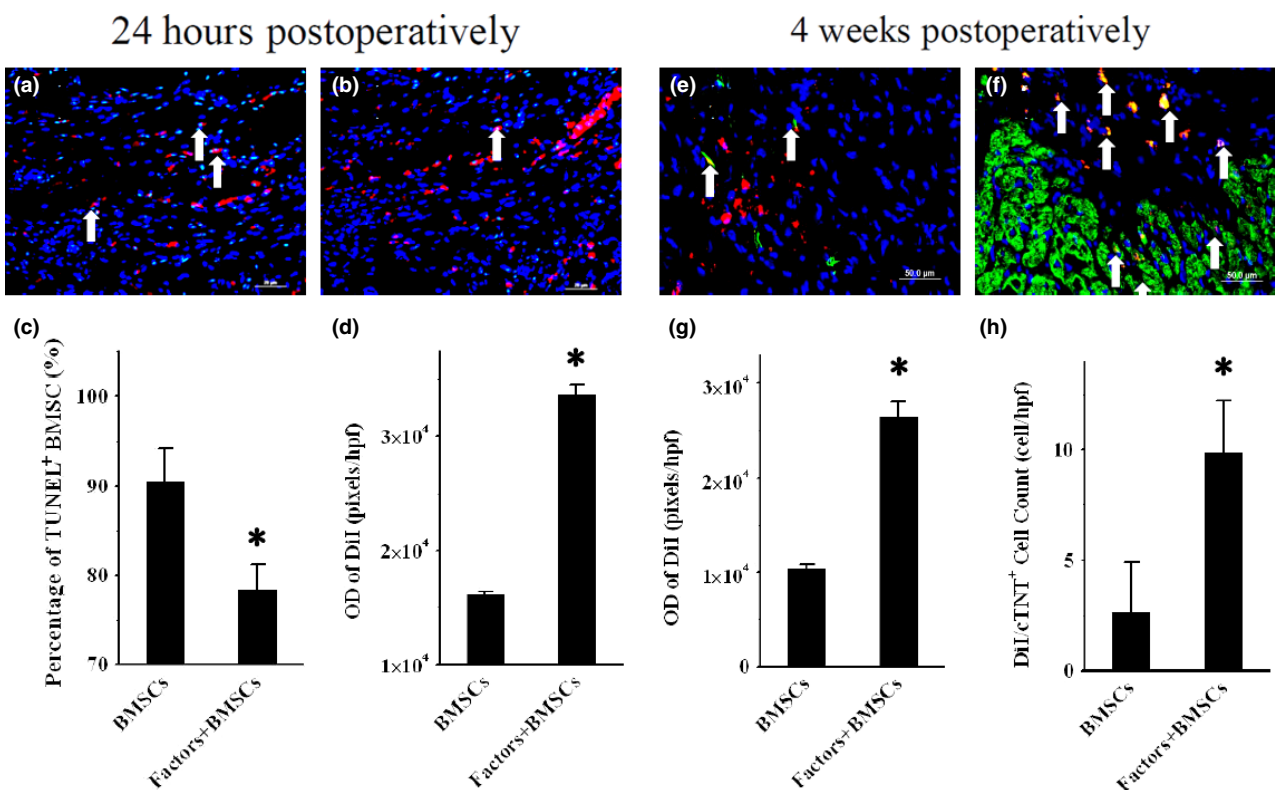 24 hours postoperatively
4 weeks postoperatively
(a)
(b)
(e)
50.0 µm
(f)
50.0 µm
(c)
Percentage of TUNEL⁺ BMSC (%)
100
90
80
70
*
BMSCs
Factors+BMSCs
(d)
OD of DiI (pixels/hpf)
3×10⁴
2×10⁴
1×10⁴
*
BMSCs
Factors+BMSC
(g)
OD of DiI (pixels/hpf)
3×10⁴
2×10⁴
1×10⁴
0
*
BMSCs
Factors+BMSC
(h)
DiI/cTNT⁺ Cell Count (cell/hpf)
10
5
0
*
BMSCs
Factors+BMSC